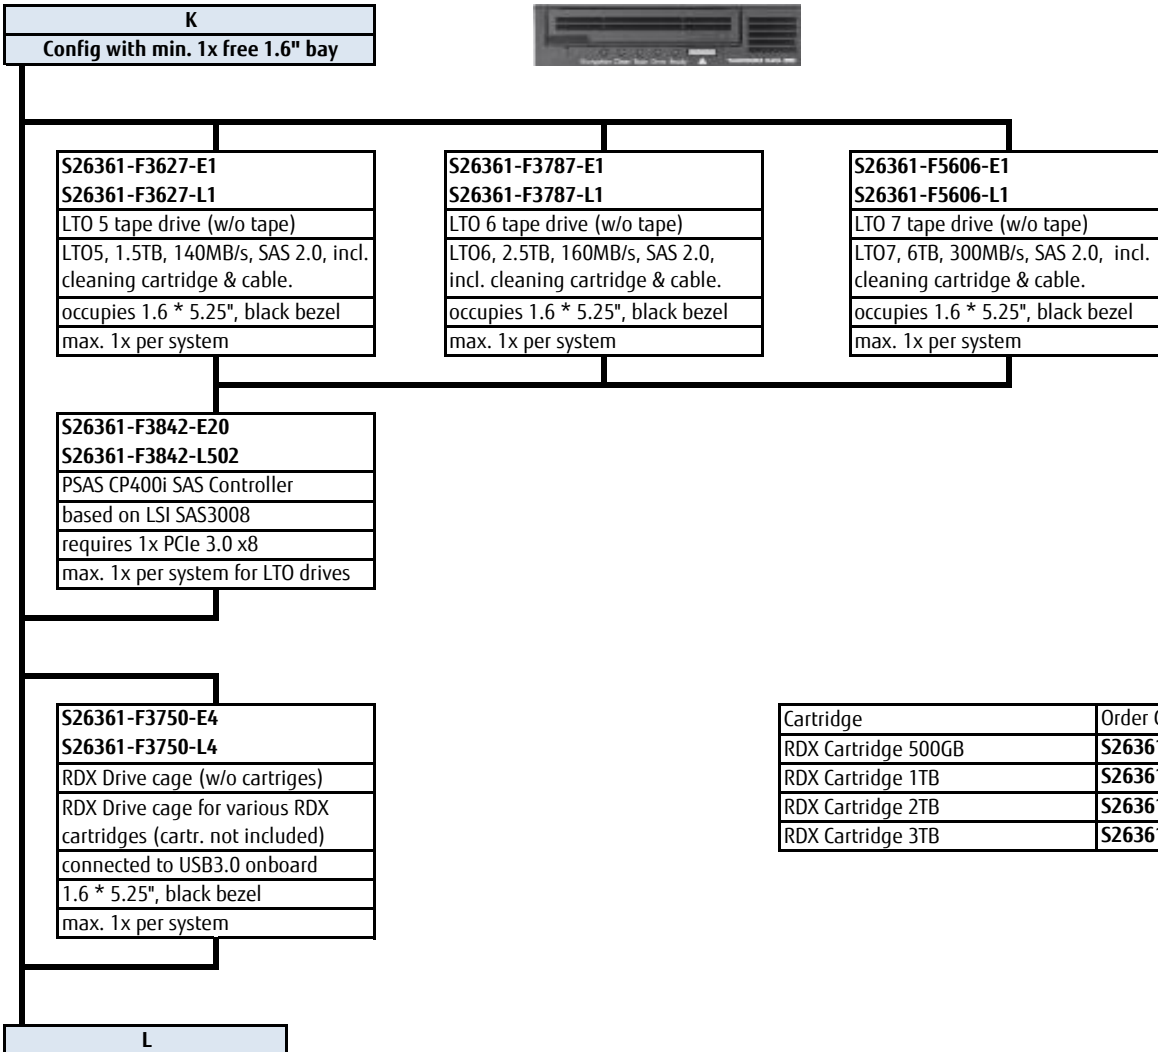 K
Config with min. 1x free 1.6" bay
S26361-F3627-E1
S26361-F3627-L1
LTO 5 tape drive (w/o tape)
LTO5, 1.5TB, 140MB/s, SAS 2.0, incl.
cleaning cartridge & cable.
occupies 1.6 * 5.25", black bezel
max. 1x per system
S26361-F3787-E1
S26361-F3787-L1
LTO 6 tape drive (w/o tape)
LTO6, 2.5TB, 160MB/s, SAS 2.0,
incl. cleaning cartridge & cable.
occupies 1.6 * 5.25", black bezel
max. 1x per system
S26361-F5606-E1
S26361-F5606-L1
LTO 7 tape drive (w/o tape)
LTO7, 6TB, 300MB/s, SAS 2.0, incl.
cleaning cartridge & cable.
occupies 1.6 * 5.25", black bezel
max. 1x per system
S26361-F3842-E20
S26361-F3842-L502
PSAS CP400i SAS Controller
based on LSI SAS3008
requires 1x PCIe 3.0 x8
max. 1x per system for LTO drives
S26361-F3750-E4
S26361-F3750-L4
RDX Drive cage (w/o cartriges)
RDX Drive cage for various RDX
cartridges (cartr. not included)
connected to USB3.0 onboard
1.6 * 5.25", black bezel
max. 1x per system
Cartridge Order
RDX Cartridge 500GB S26361
RDX Cartridge 1TB S26361
RDX Cartridge 2TB S26361
RDX Cartridge 3TB S26361
L